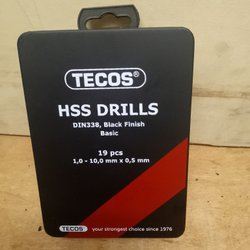 TECOS®
HSS DRILLS
DIN338, Black Finish
Basic
19 pcs
1,0 - 10,0 mm x 0,5 mm
TECOS your strongest choice since 1976